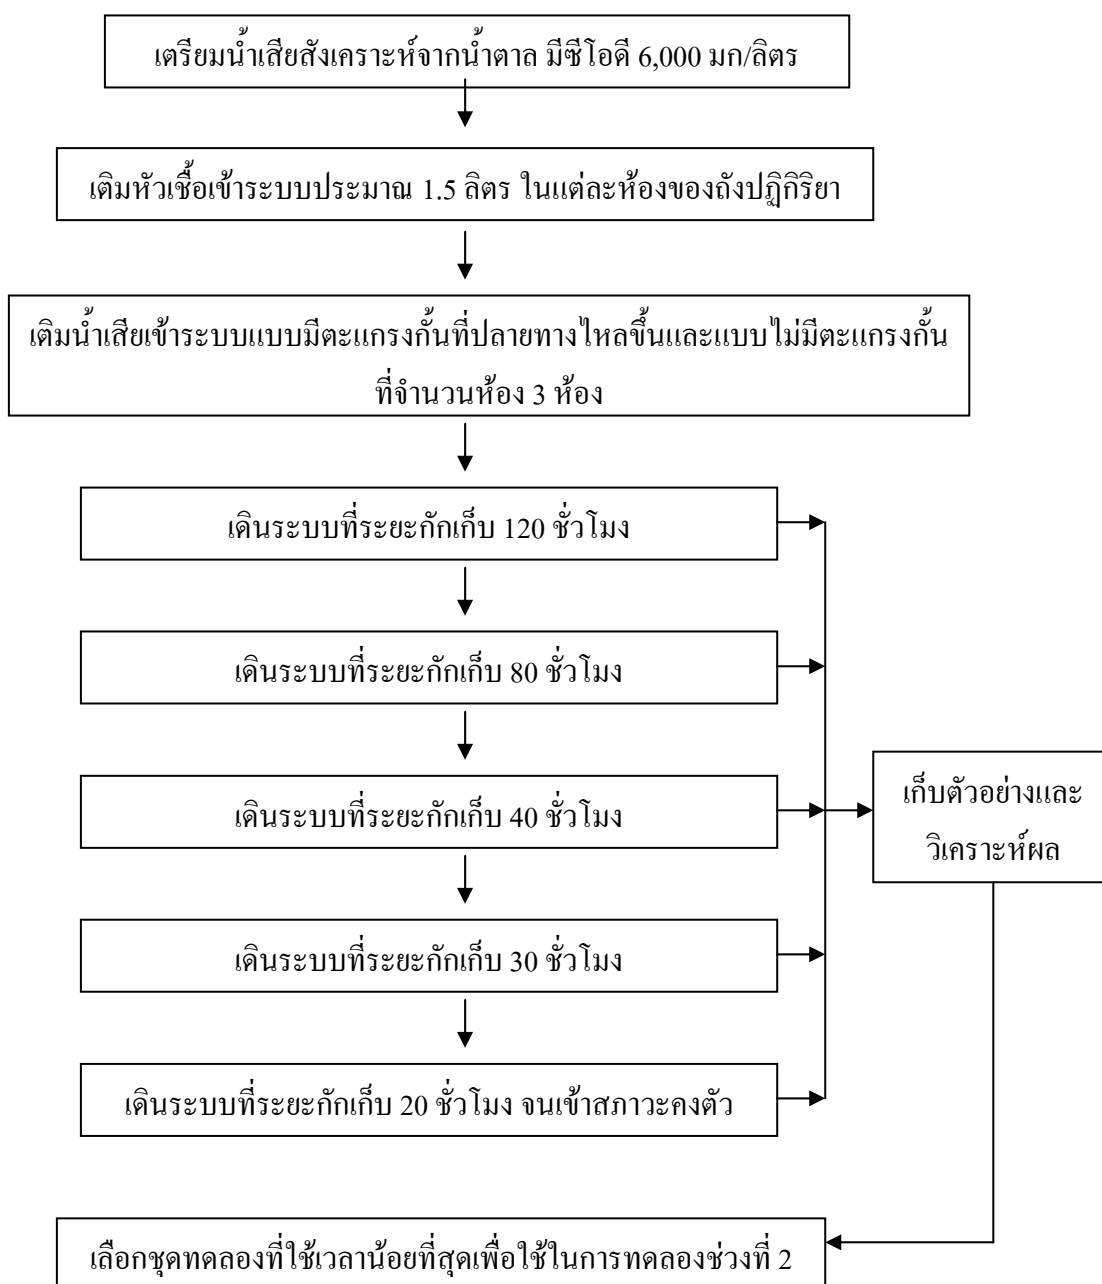 เตรียมน้ำเสียสังเคราะห์จากน้ำตาล มีซีโอดี 6,000 มก/ลิตร
เติมหัวเชื้อเข้าระบบประมาณ 1.5 ลิตร ในแต่ละห้องของถังปฏิกิริยา
เติมน้ำเสียเข้าระบบแบบมีตะแกรงกั้นที่ปลายทางไหลขึ้นและแบบไม่มีตะแกรงกั้น
ที่จำนวนห้อง 3 ห้อง
เดินระบบที่ระยะกักเก็บ 120 ชั่วโมง
เดินระบบที่ระยะกักเก็บ 80 ชั่วโมง
เดินระบบที่ระยะกักเก็บ 40 ชั่วโมง
เดินระบบที่ระยะกักเก็บ 30 ชั่วโมง
เดินระบบที่ระยะกักเก็บ 20 ชั่วโมง จนเข้าสภาวะคงตัว
เก็บตัวอย่างและ
วิเคราะห์ผล
เลือกชุดทดลองที่ใช้เวลาน้อยที่สุดเพื่อใช้ในการทดลองช่วงที่ 2